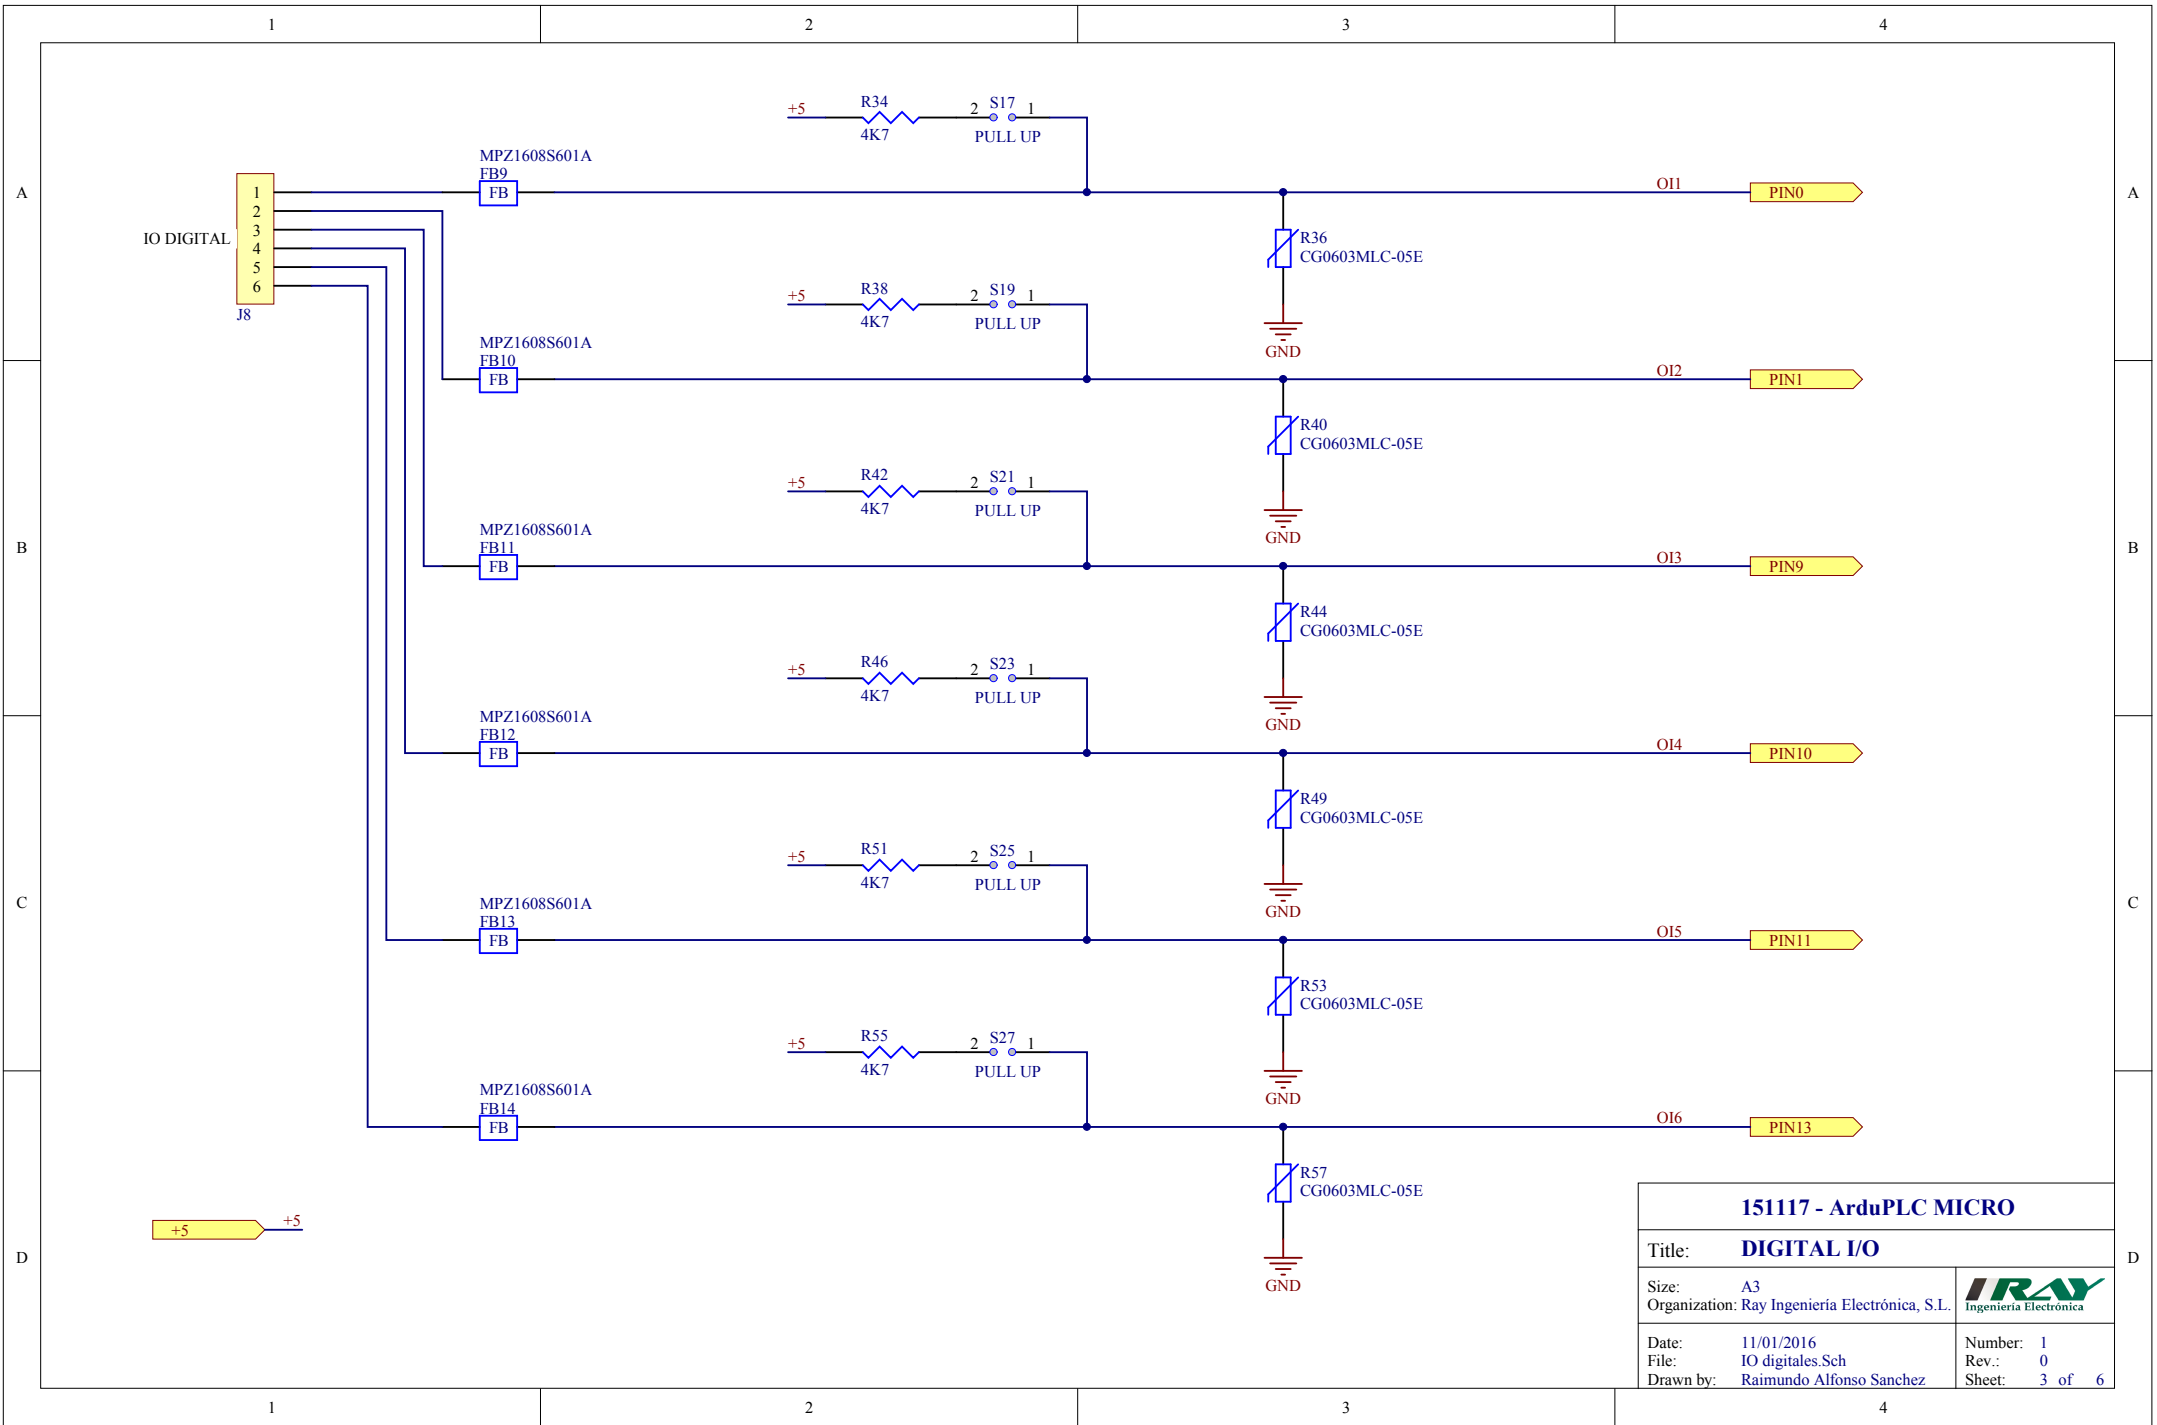 1 2 3 4
+5 R34 2 S17 1
4K7 PULL UP
MPZ1608S601A
FB9
A 1 FB OI1 PIN0 A
2
3
IO DIGITAL 4
5
6
J8
R36
CG0603MLC-05E
GND
+5 R38 2 S19 1
4K7 PULL UP
MPZ1608S601A
FB10
FB OI2 PIN1
R40
CG0603MLC-05E
GND
+5 R42 2 S21 1
4K7 PULL UP
MPZ1608S601A
B FB11 B
FB OI3 PIN9
R44
CG0603MLC-05E
GND
+5 R46 2 S23 1
4K7 PULL UP
MPZ1608S601A
FB12
FB OI4 PIN10
R49
CG0603MLC-05E
GND
+5 R51 2 S25 1
4K7 PULL UP
MPZ1608S601A
C FB13 C
FB OI5 PIN11
R53
CG0603MLC-05E
GND
+5 R55 2 S27 1
4K7 PULL UP
MPZ1608S601A
FB14
FB OI6 PIN13
R57
CG0603MLC-05E
GND
+5 +5
D D
151117 - ArduPLC MICRO
Title: DIGITAL I/O
Size: A3
Organization: Ray Ingeniería Electrónica, S.L.
RAY
Ingeniería Electrónica
Date: 11/01/2016
File: IO digitales.Sch
Drawn by: Raimundo Alfonso Sanchez
Number: 1
Rev.: 0
Sheet: 3 of 6
1 2 3 4